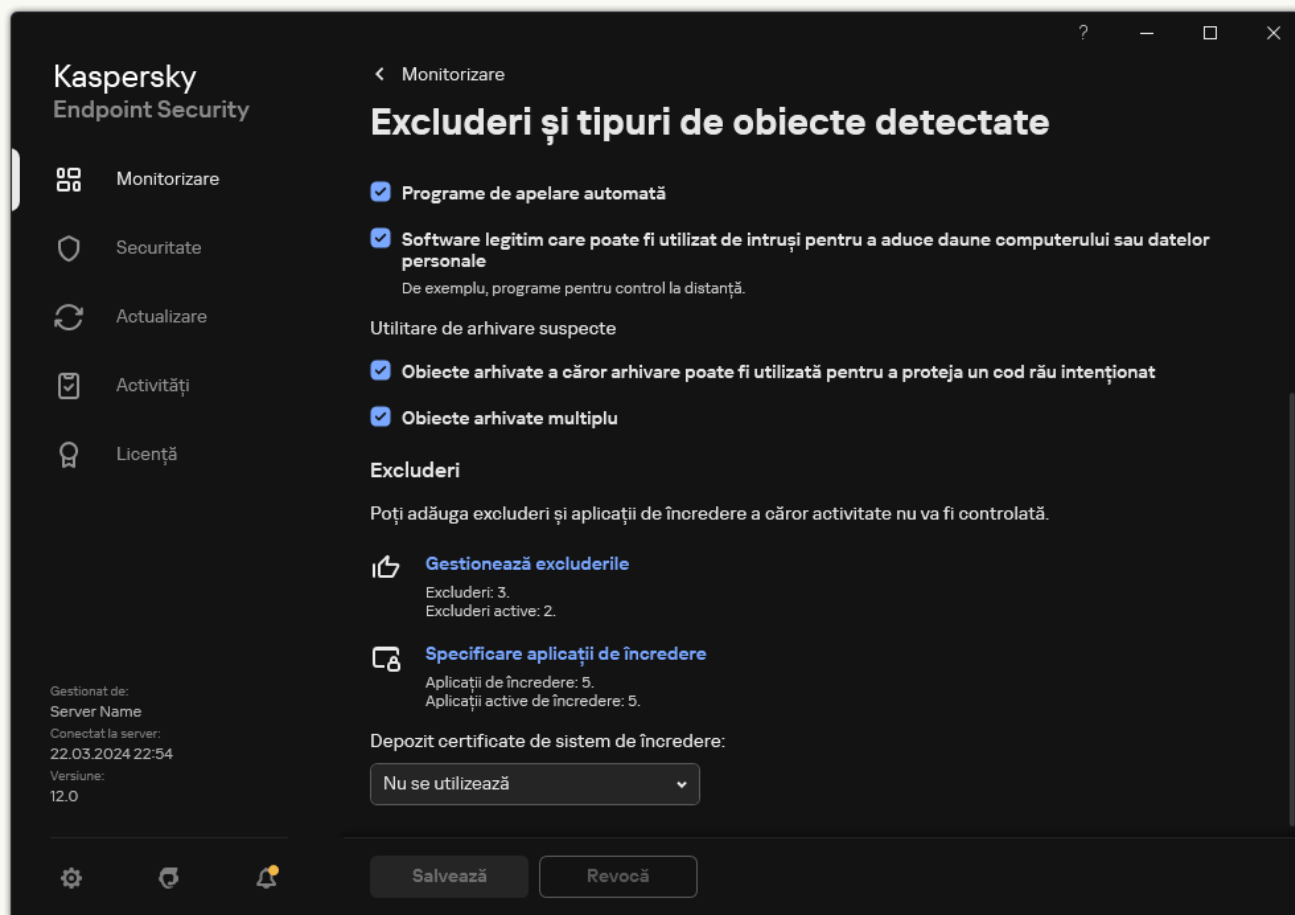 ?
Kaspersky
Endpoint Security
Monitorizare
Securitate
Actualizare
Activități
Licență
Gestionat de:
Server Name
Conectat la server:
22.03.2024 22:54
Versiune:
12.0
Monitorizare
Excluderi și tipuri de obiecte detectate
Programe de apelare automată
Software legitim care poate fi utilizat de intruși pentru a aduce daune computerului sau datelor
personale
De exemplu, programe pentru control la distanță.
Utilitare de arhivare suspecte
Obiecte arhivate a căror arhivare poate fi utilizată pentru a proteja un cod rău intenționat
Obiecte arhivate multiplu
Excluderi
Poți adăuga excluderi și aplicații de încredere a căror activitate nu va fi controlată.
Gestionează excluderile
Excluderi: 3.
Excluderi active: 2.
Specificare aplicații de încredere
Aplicații de încredere: 5.
Aplicații active de încredere: 5.
Depozit certificate de sistem de încredere:
Nu se utilizează
Salvează
Revocă